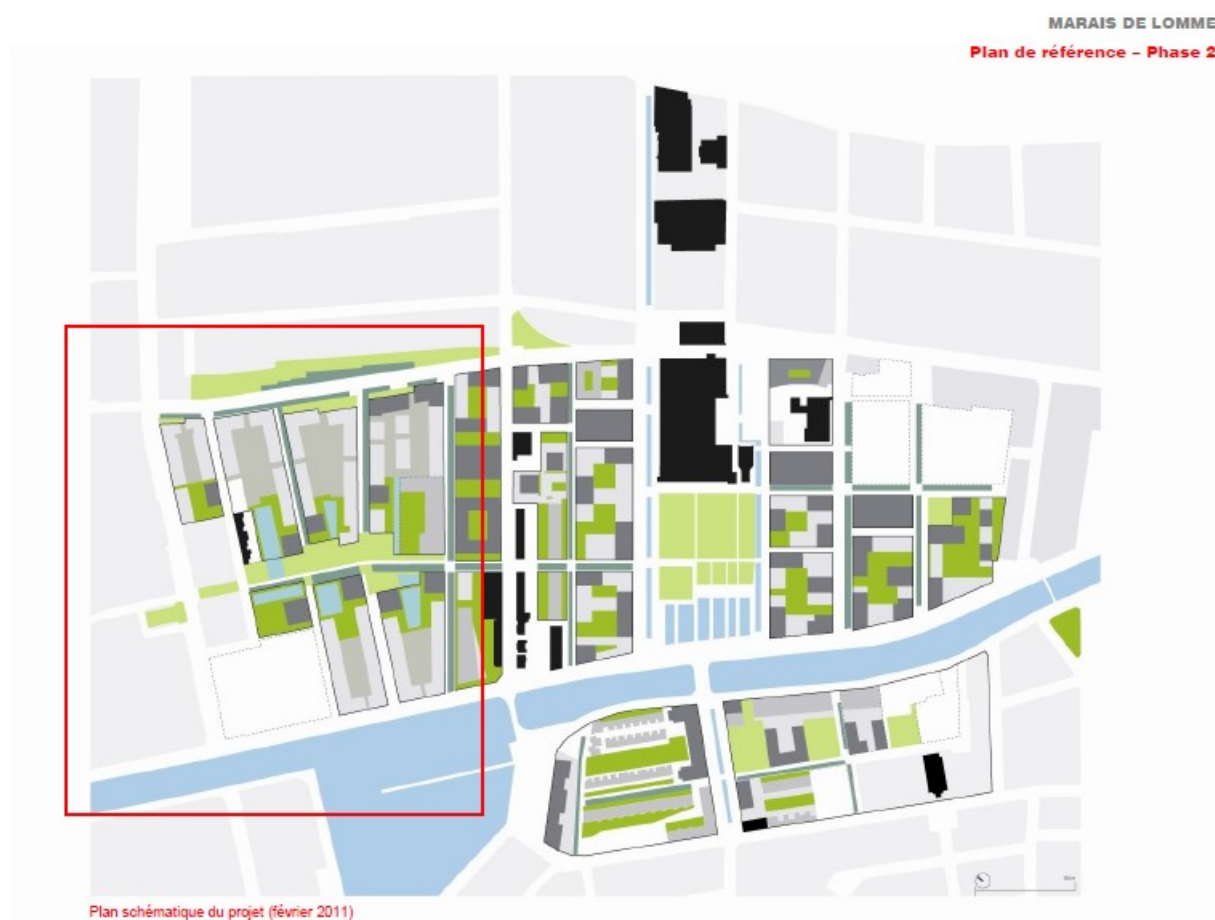 MARAIS DE LOMME
Plan de référence – Phase 2
Plan schématique du projet (février 2011)